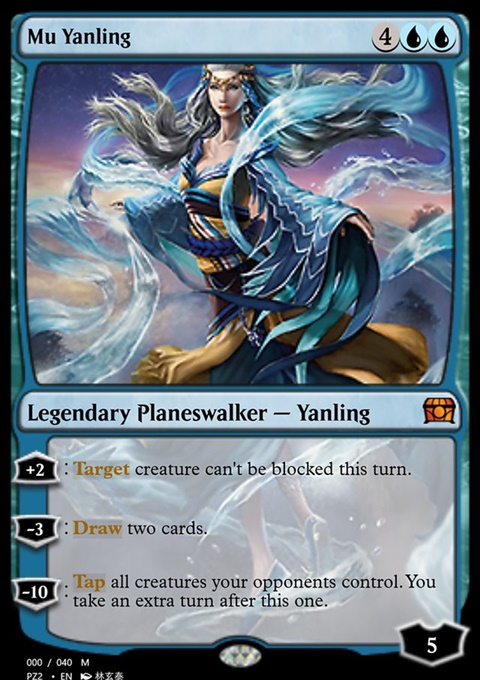 Mu Yanling 4
Legendary Planeswalker — Yanling
+2 : Target creature can't be blocked this turn.
-3 : Draw two cards.
-10 : Tap all creatures your opponents control. You
take an extra turn after this one.
5
000 / 040 M
PZ2 • EN 林玄泰